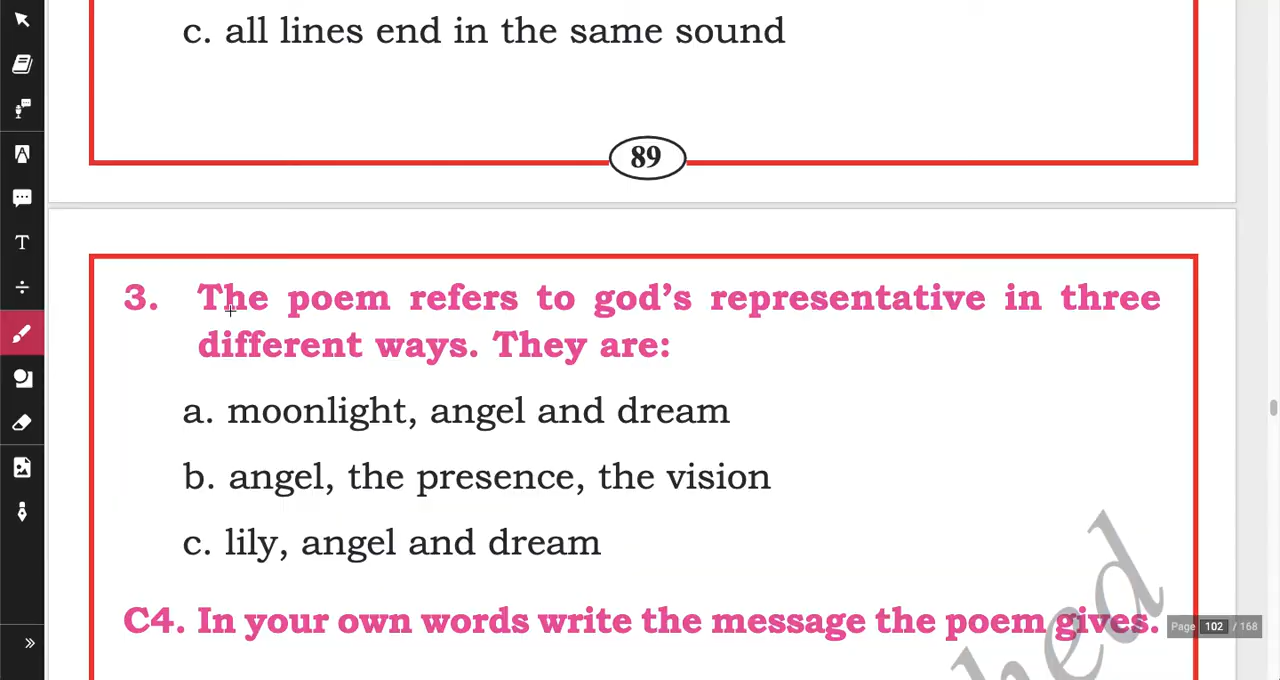 c. all lines end in the same sound
89
3. The poem refers to god's representative in three
different ways. They are:
a. moonlight, angel and dream
b. angel, the presence, the vision
c. lily, angel and dream
C4. In your own words write the message the poem gives.
Page 102 / 168
hed